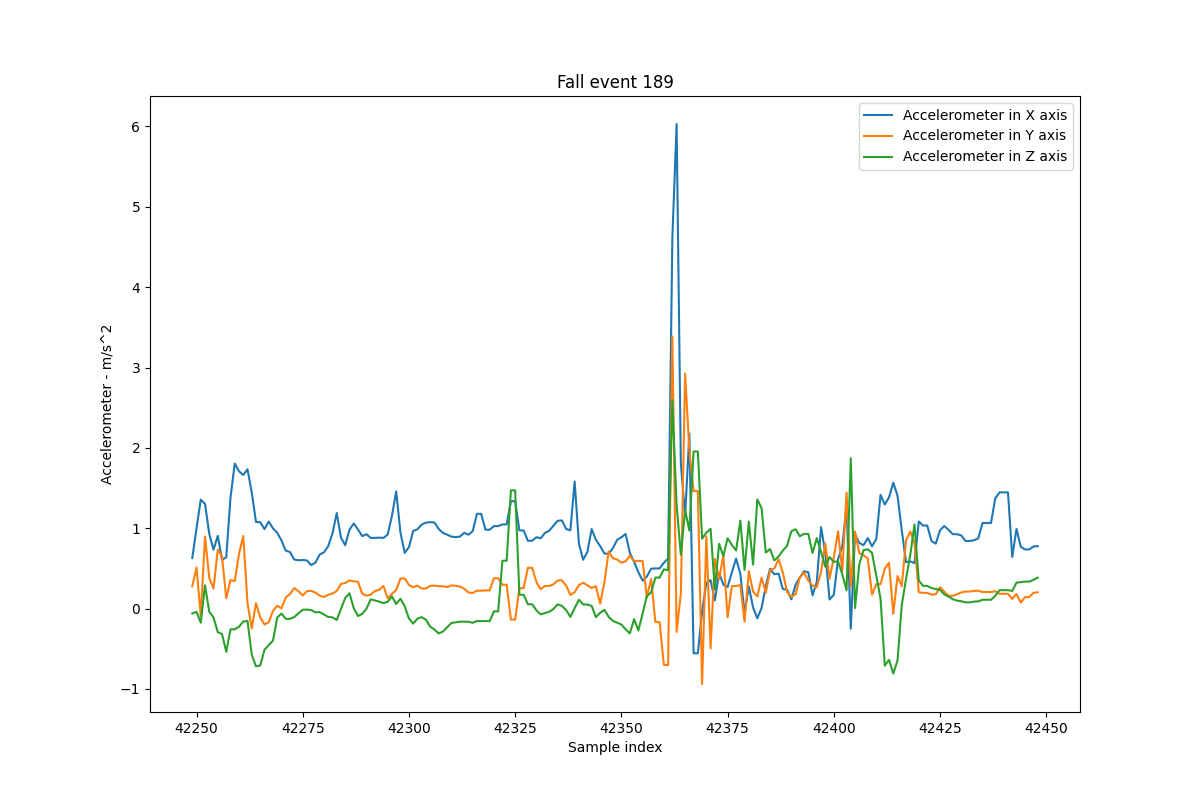 Fall event 189
Accelerometer in X axis
Accelerometer in Y axis
Accelerometer in Z axis
6
5
4
3
2
1
0
−1
Accelerometer - m/s^2
42250 42275 42300 42325 42350 42375 42400 42425 42450
Sample index